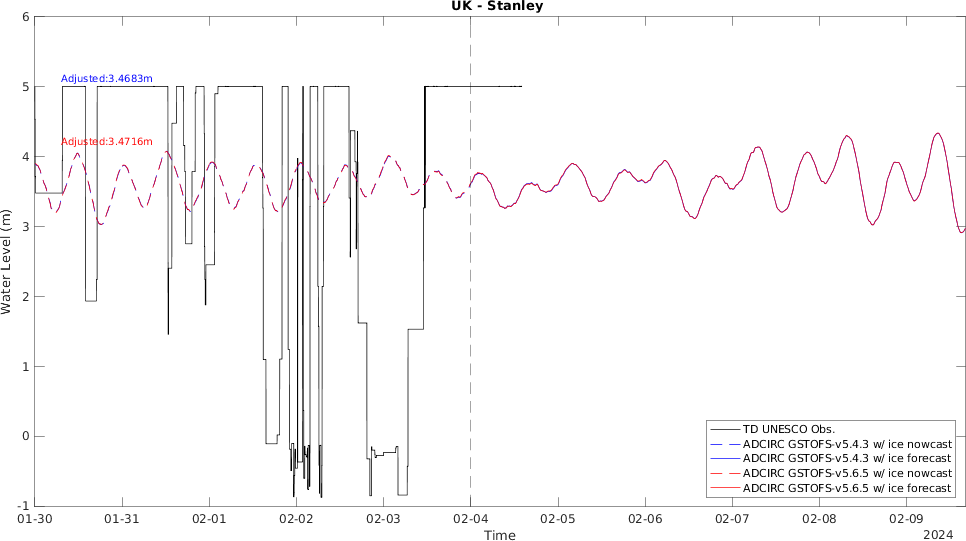 UK - Stanley
6
5
4
3
2
1
0
-1
Water Level (m)
Adjusted:3.4683m
Adjusted:3.4716m
TD UNESCO Obs.
ADCIRC GSTOFS-v5.4.3 w/ ice nowcast
ADCIRC GSTOFS-v5.4.3 w/ ice forecast
ADCIRC GSTOFS-v5.6.5 w/ ice nowcast
ADCIRC GSTOFS-v5.6.5 w/ ice forecast
01-30 01-31 02-01 02-02 02-03 02-04 02-05 02-06 02-07 02-08 02-09
Time
2024